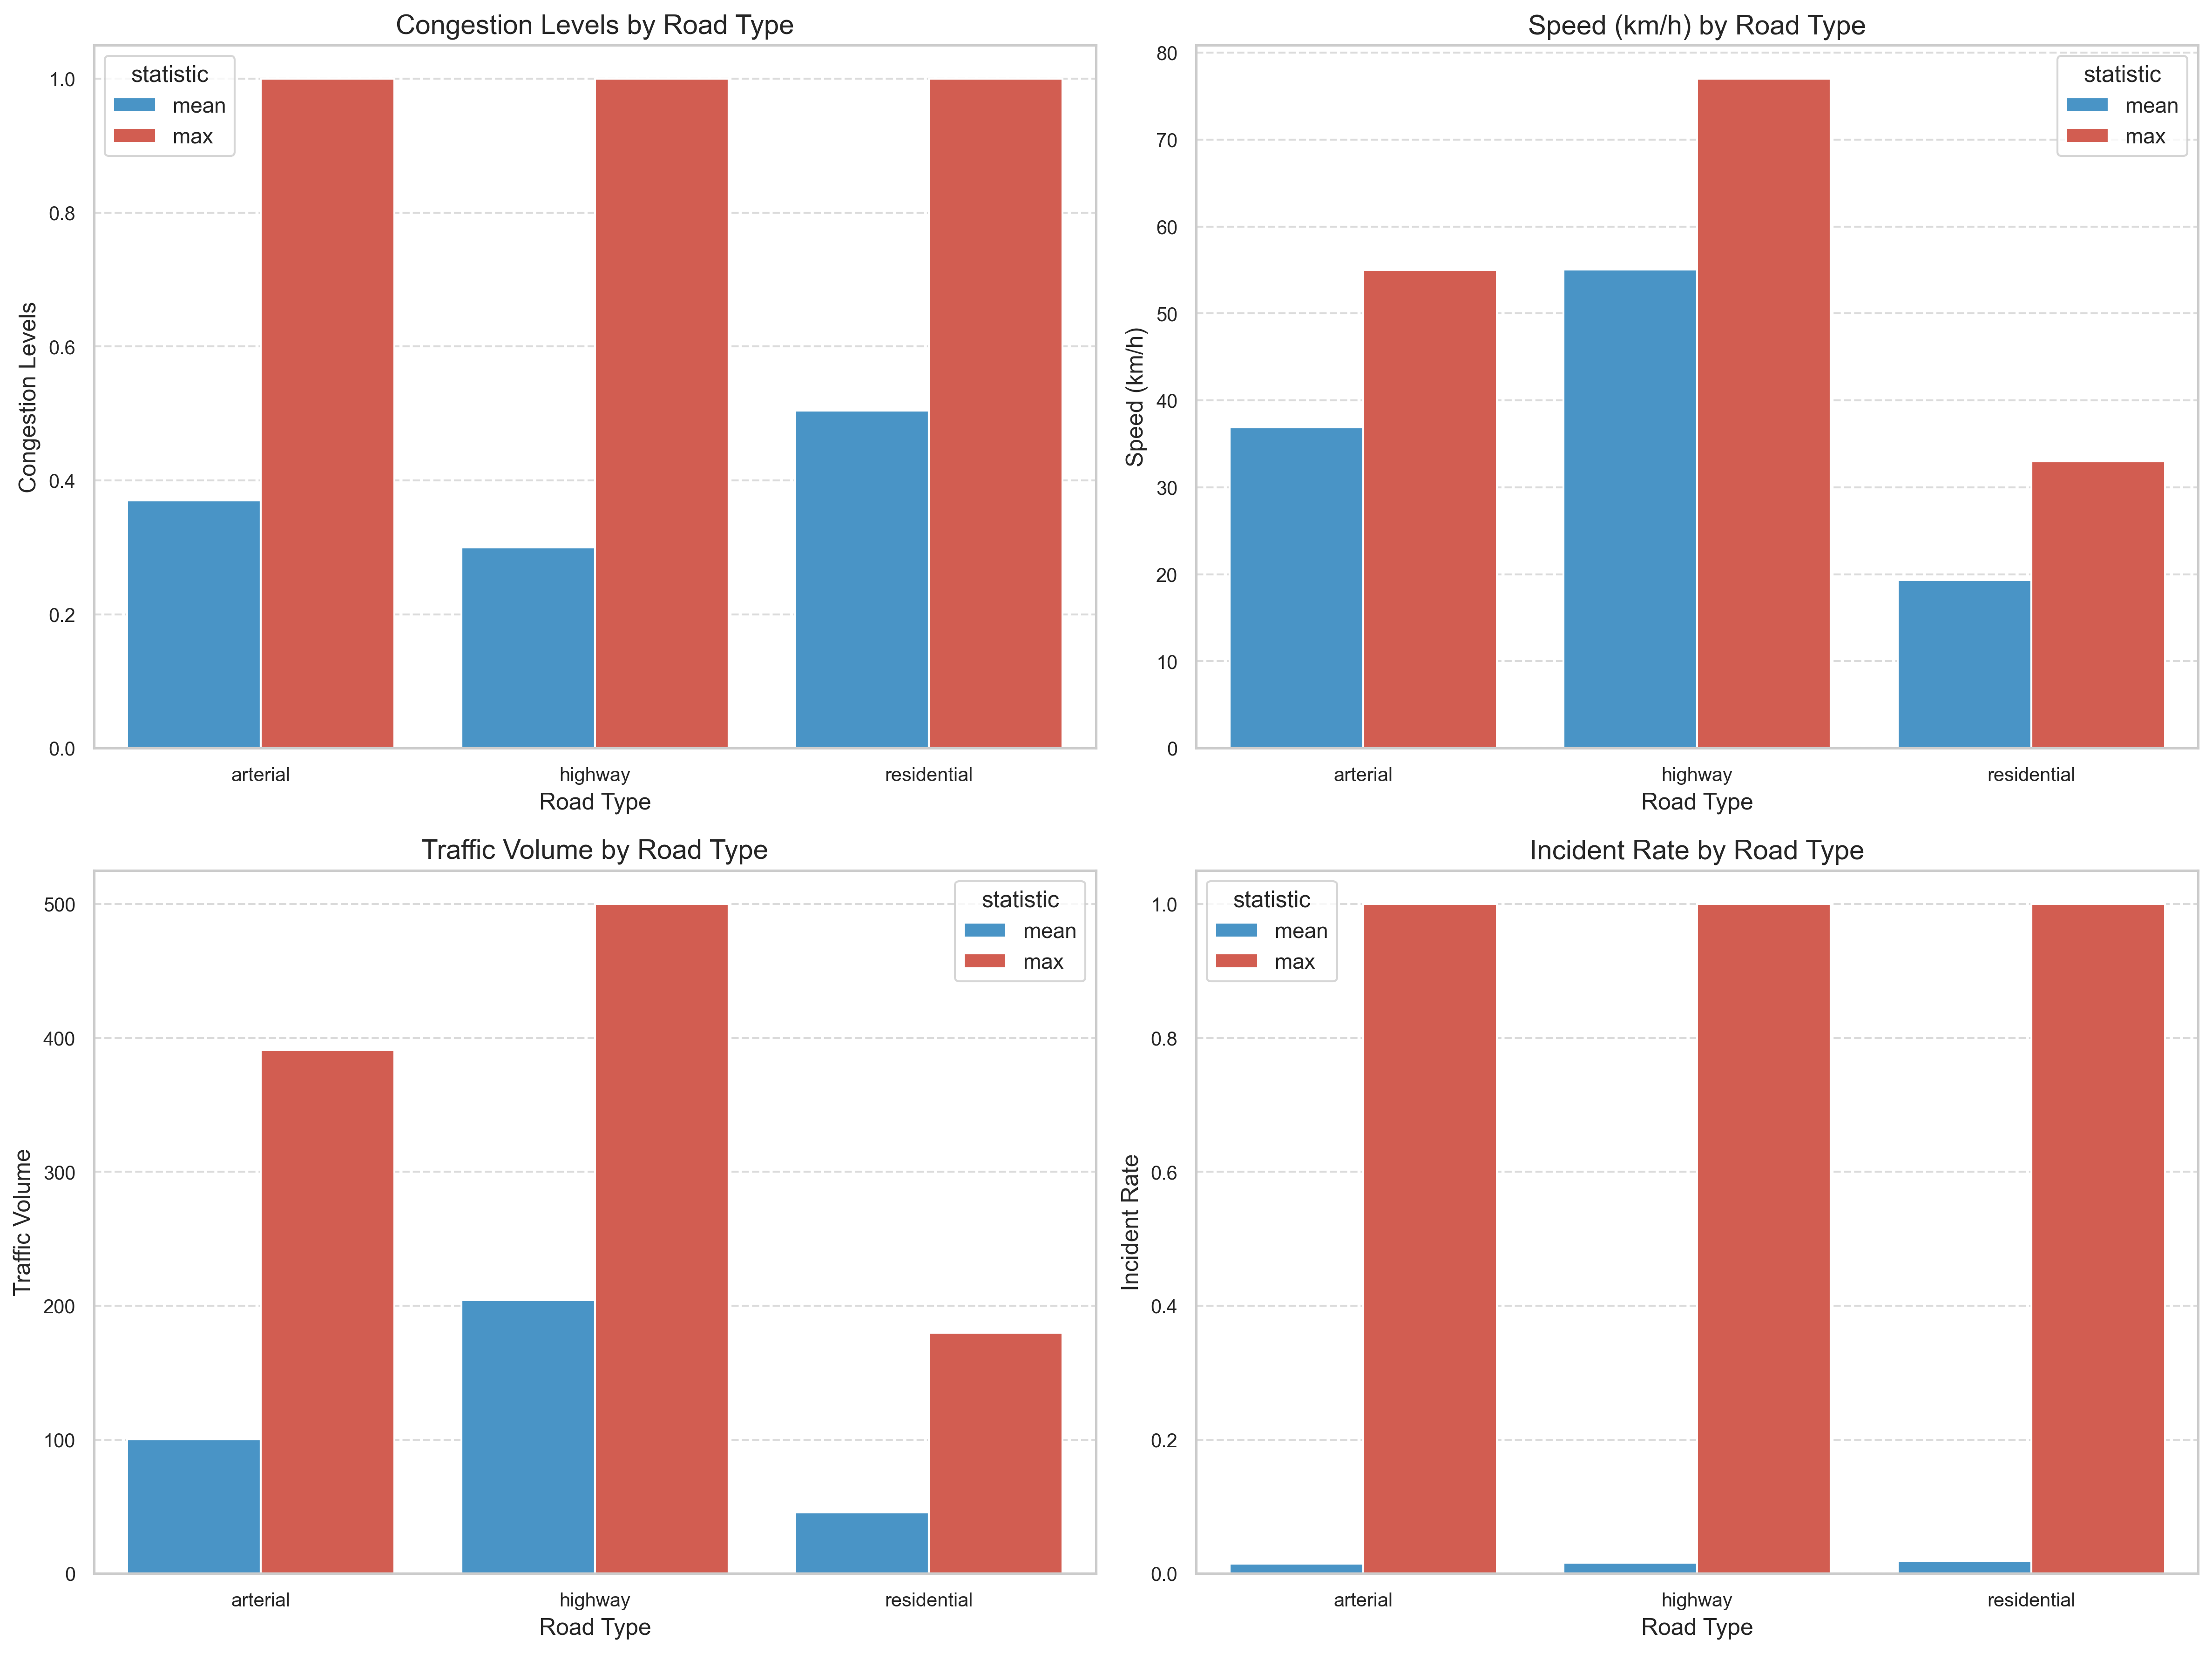 Congestion Levels by Road Type
statistic
mean
max
1.0
0.8
0.6
0.4
0.2
0.0
Congestion Levels
arterial highway residential
Road Type
Speed (km/h) by Road Type
statistic
mean
max
80
70
60
50
40
30
20
10
0
Speed (km/h)
arterial highway residential
Road Type
Traffic Volume by Road Type
statistic
mean
max
500
400
300
200
100
0
Traffic Volume
arterial highway residential
Road Type
Incident Rate by Road Type
statistic
mean
max
1.0
0.8
0.6
0.4
0.2
0.0
Incident Rate
arterial highway residential
Road Type